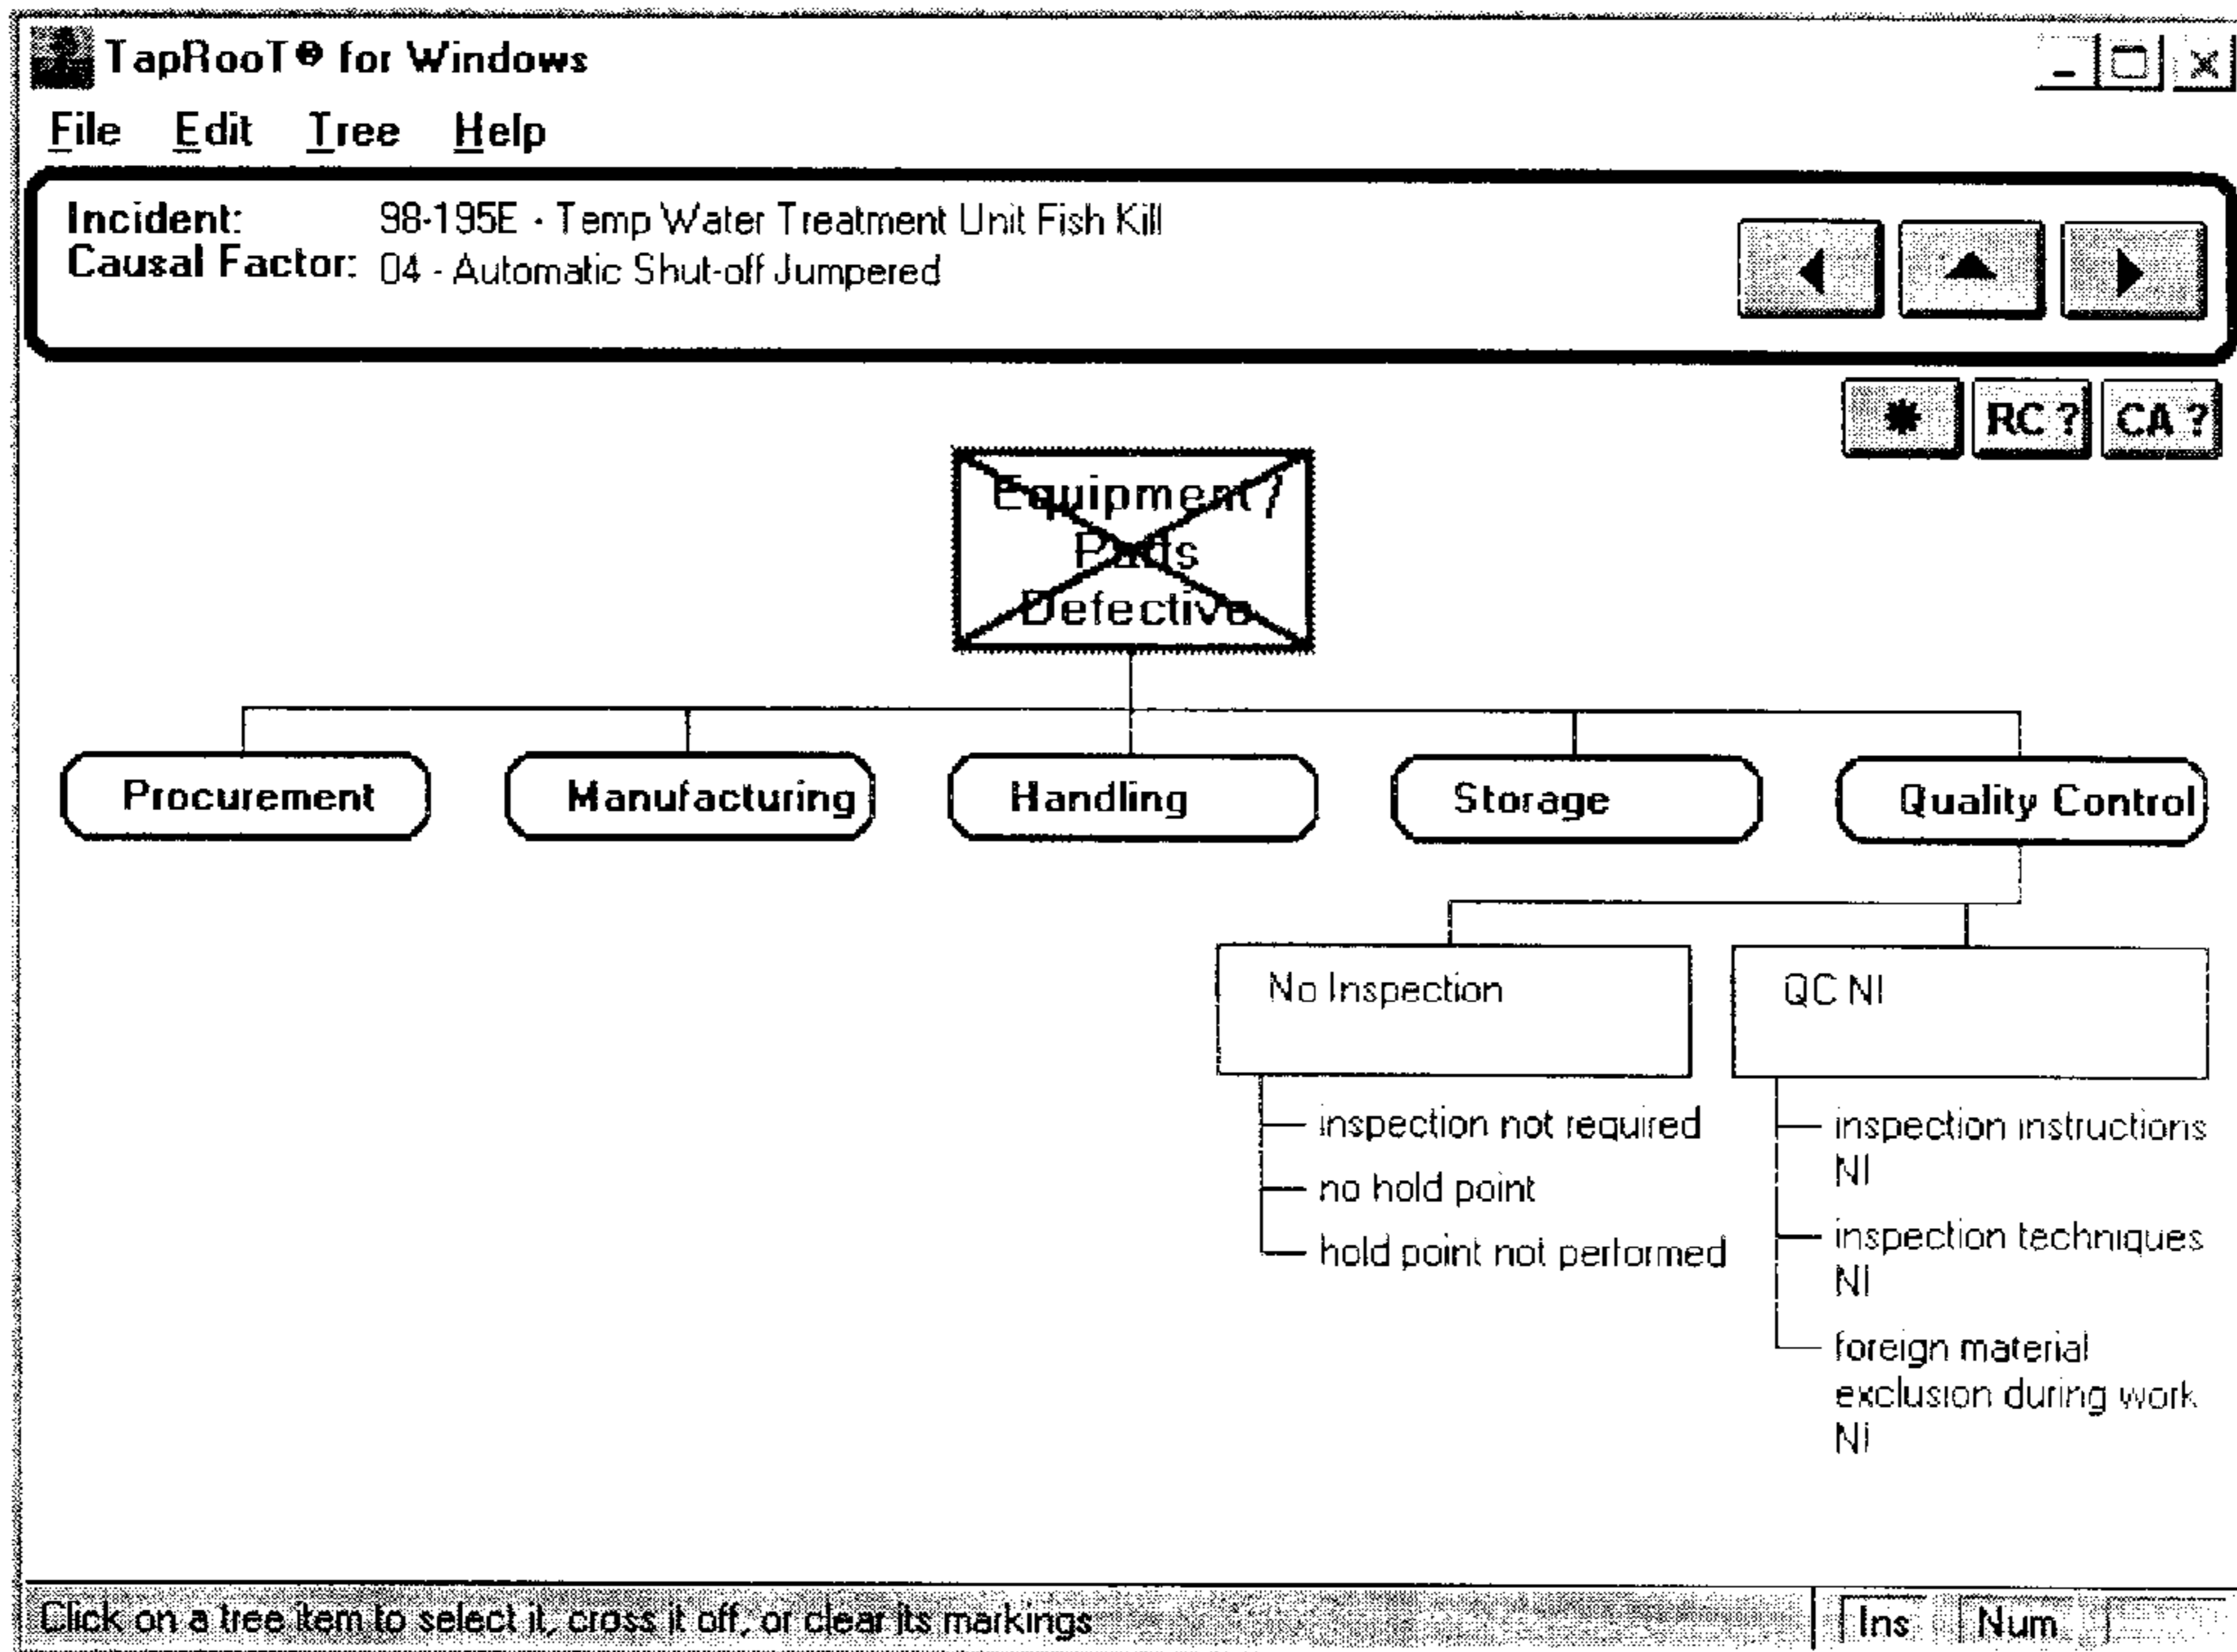 TapRooT® for Windows
File Edit Tree Help
Incident: 98-195E - Temp Water Treatment Unit Fish Kill
Causal Factor: 04 - Automatic Shut-off Jumpered
* RC ? CA ?
Equipment /
Parts
Defective
Procurement Manufacturing Handling Storage Quality Control
No Inspection
inspection not required
no hold point
hold point not performed
QC NI
inspection instructions
NI
inspection techniques
NI
foreign material
exclusion during work
NI
Click on a tree item to select it, cross it off, or clear its markings
Ins Num